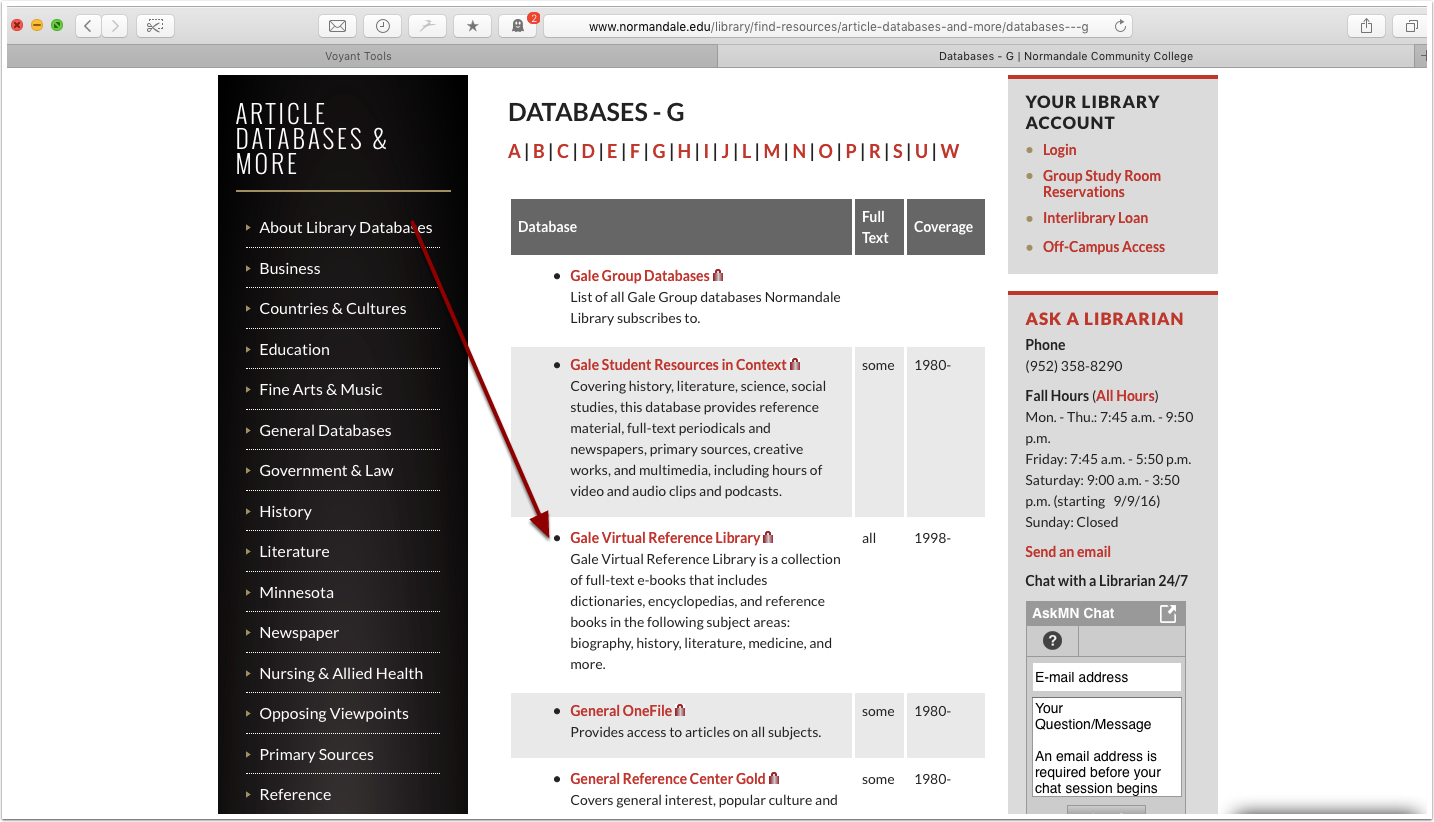 2
www.normandale.edu/library/find-resources/article-databases-and-more/databases---g
Voyant Tools
Databases - G | Normandale Community College
ARTICLE
DATABASES &
MORE
About Library Databases
Business
Countries & Cultures
Education
Fine Arts & Music
General Databases
Government & Law
History
Literature
Minnesota
Newspaper
Nursing & Allied Health
Opposing Viewpoints
Primary Sources
Reference
DATABASES - G
A | B | C | D | E | F | G | H | I | J | L | M | N | O | P | R | S | U | W
Database
Full
Text
Coverage
Gale Group Databases
List of all Gale Group databases Normandale
Library subscribes to.
Gale Student Resources in Context
some
1980-
Covering history, literature, science, social
studies, this database provides reference
material, full-text periodicals and
newspapers, primary sources, creative
works, and multimedia, including hours of
video and audio clips and podcasts.
Gale Virtual Reference Library
all
1998-
Gale Virtual Reference Library is a collection
of full-text e-books that includes
dictionaries, encyclopedias, and reference
books in the following subject areas:
biography, history, literature, medicine, and
more.
General OneFile
some
1980-
Provides access to articles on all subjects.
General Reference Center Gold
some
1980-
Covers general interest, popular culture and
YOUR LIBRARY
ACCOUNT
Login
Group Study Room
Reservations
Interlibrary Loan
Off-Campus Access
ASK A LIBRARIAN
Phone
(952) 358-8290
Fall Hours (All Hours)
Mon. - Thu.: 7:45 a.m. - 9:50
p.m.
Friday: 7:45 a.m. - 5:50 p.m.
Saturday: 9:00 a.m. - 3:50
p.m. (starting 9/9/16)
Sunday: Closed
Send an email
Chat with a Librarian 24/7
AskMN Chat
?
E-mail address
Your
Question/Message
An email address is
required before your
chat session begins